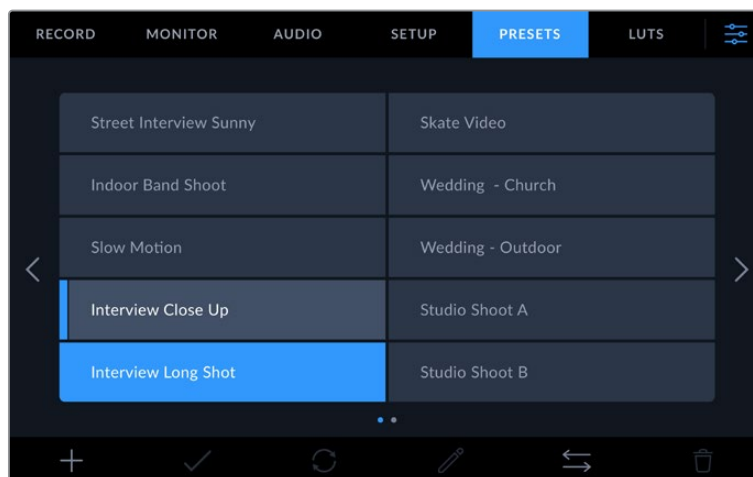 RECORD MONITOR AUDIO SETUP PRESETS LUTS
Street Interview Sunny Skate Video
Indoor Band Shoot Wedding - Church
Slow Motion Wedding - Outdoor
Interview Close Up Studio Shoot A
Interview Long Shot Studio Shoot B